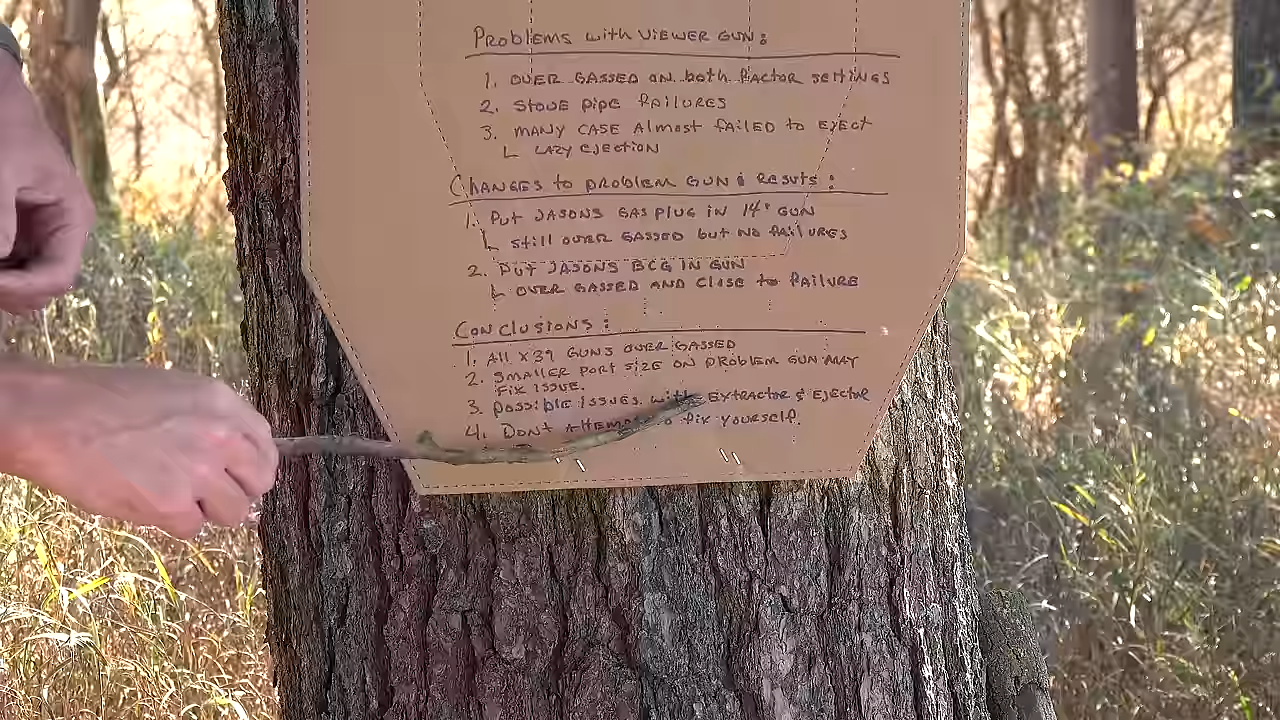 Problems with Viewer Gun:
1. Over gassed on both factor settings
2. Stove pipe failures
3. Many case almost failed to eject
└ Lazy ejection
Changes to problem gun & Resuts:
1. Put Jasons gas plug in 14" gun
└ still over gassed but no failures
2. Put Jasons BCG in gun
└ over gassed and close to failure
Conclusions:
1. All x39 guns over gassed
2. Smaller port size on problem gun may
fix issue.
3. Possible issues with extractor & ejector
4. Dont attempt to fix yourself.